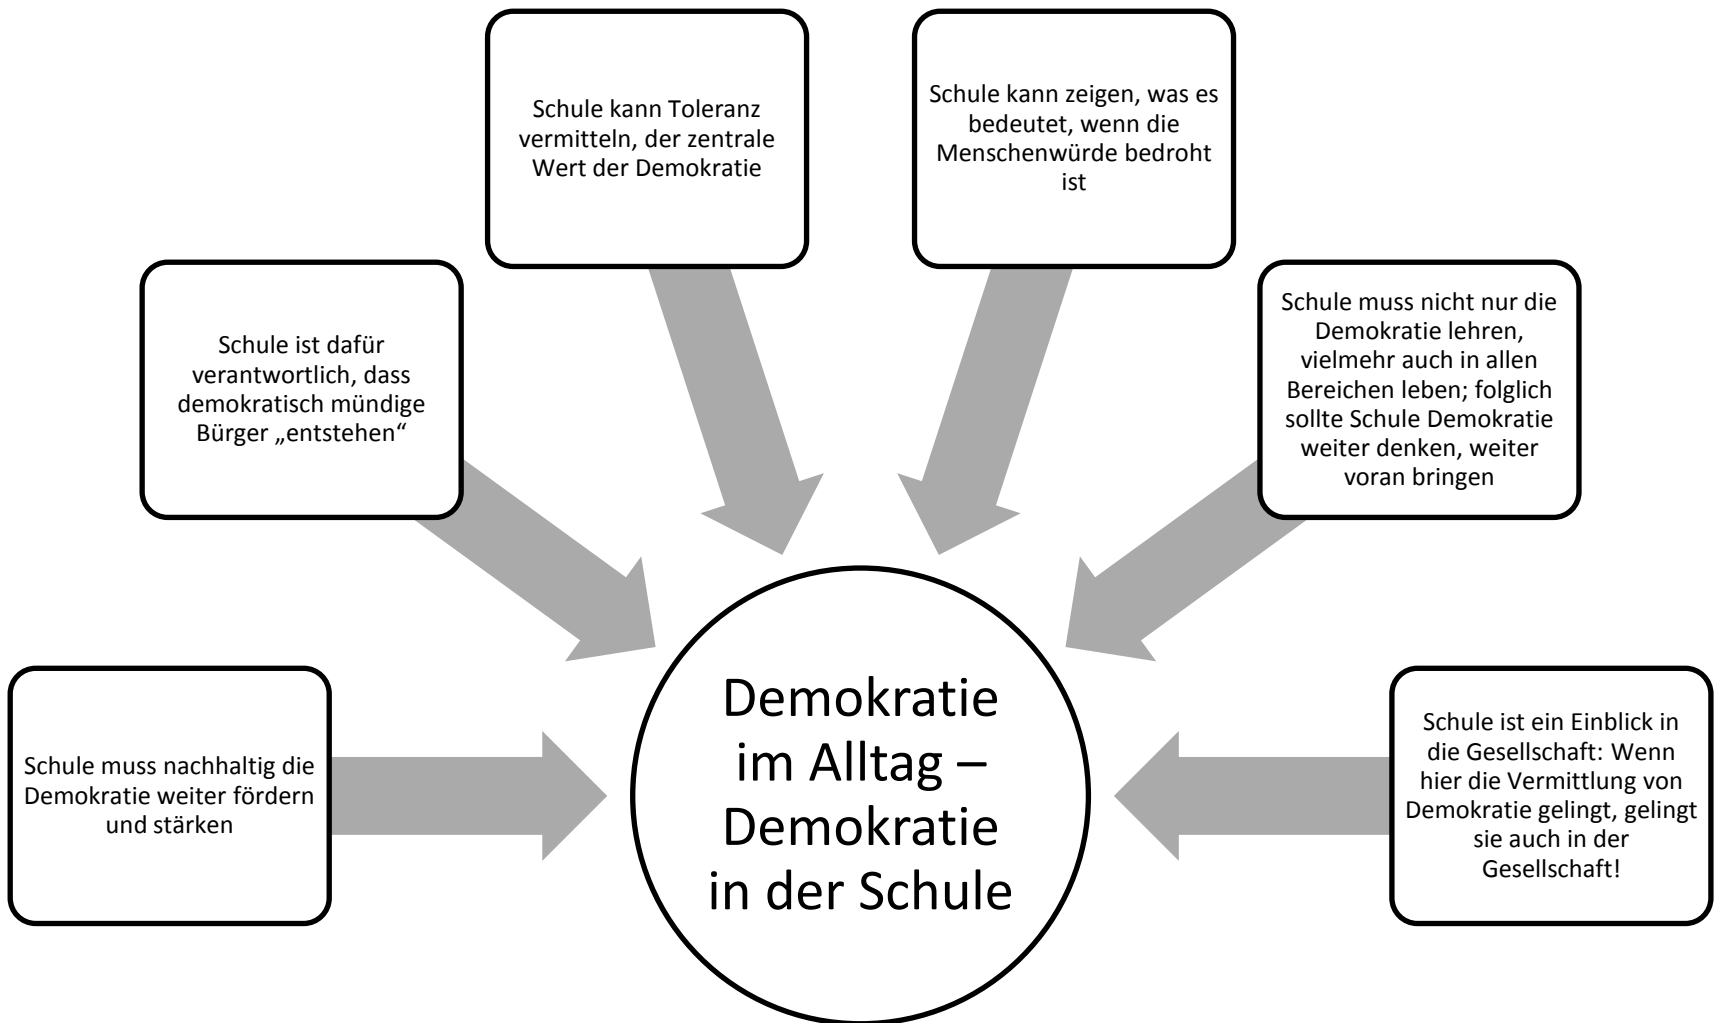 Schule kann Toleranz
vermitteln, der zentrale
Wert der Demokratie
Schule kann zeigen, was es
bedeutet, wenn die
Menschenwürde bedroht
ist
Schule ist dafür
verantwortlich, dass
demokratisch mündige
Bürger „entstehen“
Schule muss nicht nur die
Demokratie lehren,
vielmehr auch in allen
Bereichen leben; folglich
sollte Schule Demokratie
weiter denken, weiter
voran bringen
Schule muss nachhaltig die
Demokratie weiter fördern
und stärken
Demokratie
im Alltag –
Demokratie
in der Schule
Schule ist ein Einblick in
die Gesellschaft: Wenn
hier die Vermittlung von
Demokratie gelingt, gelingt
sie auch in der
Gesellschaft!